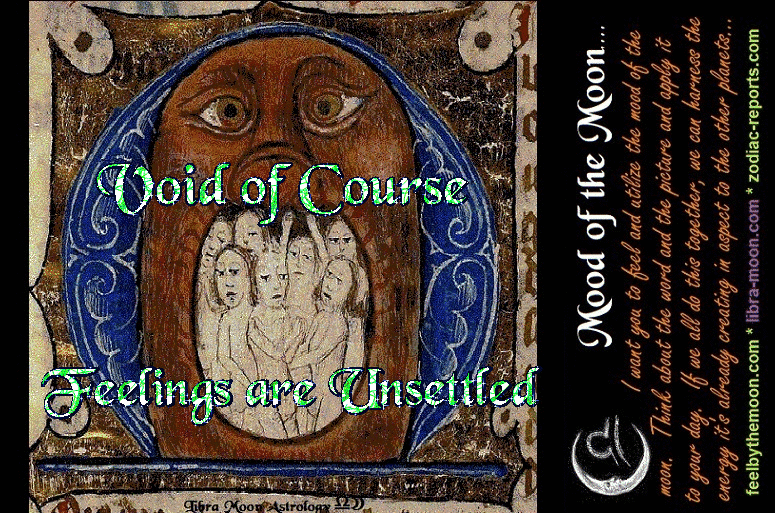 Void of Course
Feelings are Unsettled
Libra Moon Astrology
Mood of the Moon....
I want you to feel and utilize the mood of the
moon. Think about the word and the picture and apply it
to your day. If we all do this together, we can harness the
energy it's already creating in aspect to the other planets...
feelbythemoon.com * libra-moon.com * zodiac-reports.com